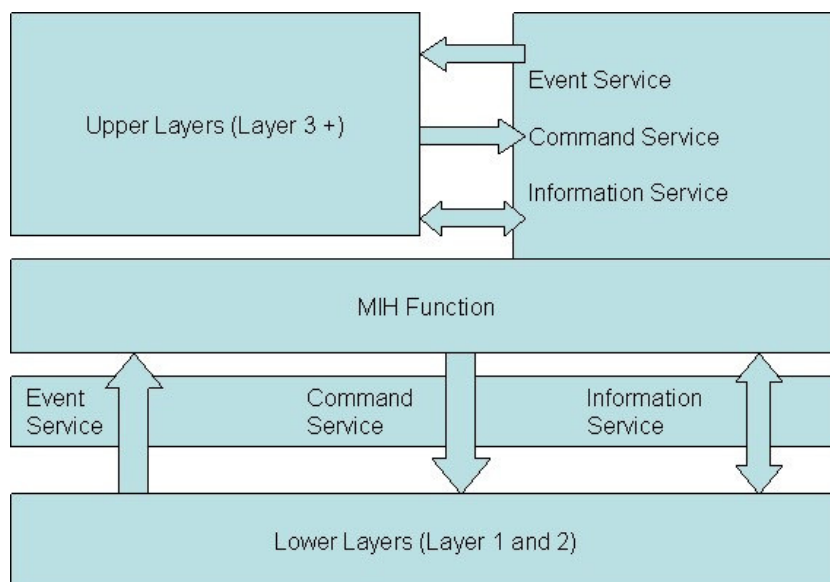 Upper Layers (Layer 3 +)
Event Service
Command Service
Information Service
MIH Function
Event
Service
Command
Service
Information
Service
Lower Layers (Layer 1 and 2)